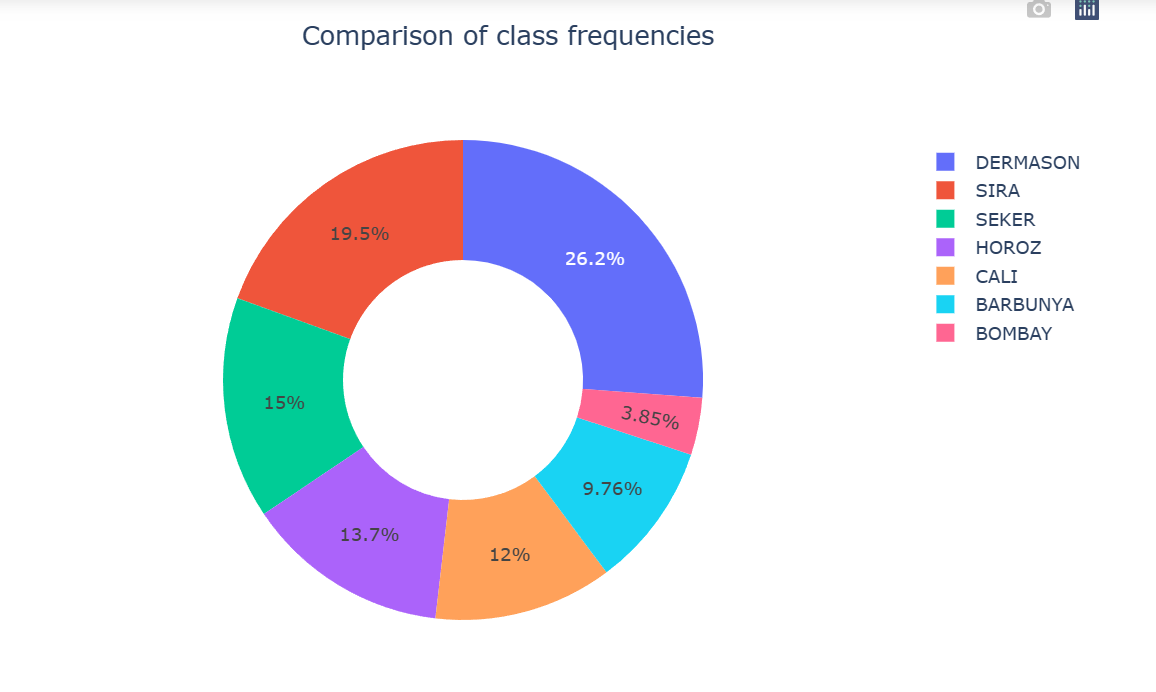 Comparison of class frequencies
19.5%
26.2%
15%
3.85%
9.76%
13.7%
12%
DERMASON
SIRA
SEKER
HOROZ
CALI
BARBUNYA
BOMBAY